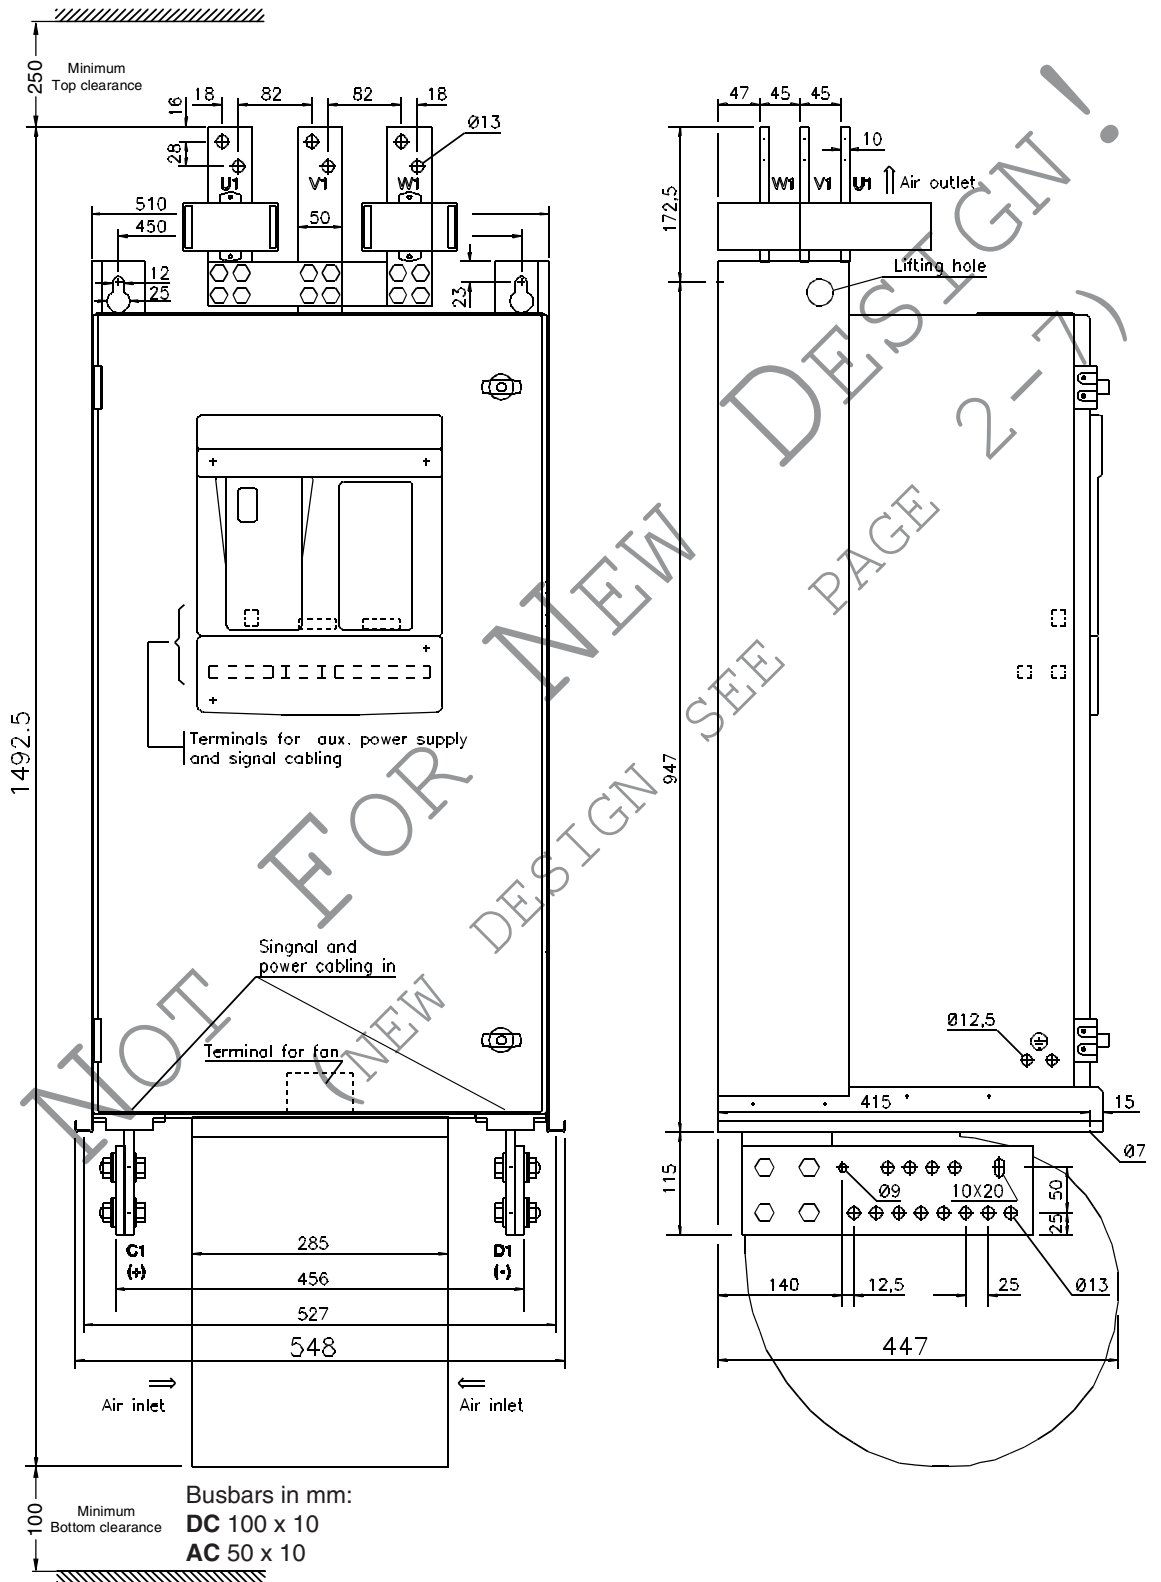 250
Minimum
Top clearance
16
18
82
82
18
28
Ø13
U1
V1
W1
510
450
50
12
25
23
47
45
45
10
172,5
W1
V1
U1
Air outlet
Lifting hole
1492.5
Terminals for aux. power supply
and signal cabling
947
Singnal and
power cabling in
Terminal for fan
Ø12,5
415
15
Ø7
115
Ø9
10X20
50
25
C1
(+)
D1
(-)
285
456
527
548
140
12,5
25
Ø13
447
Air inlet
Air inlet
100
Minimum
Bottom clearance
Busbars in mm:
DC 100 x 10
AC 50 x 10
NOT FOR NEW DESIGN !
(NEW DESIGN SEE PAGE 2-7)